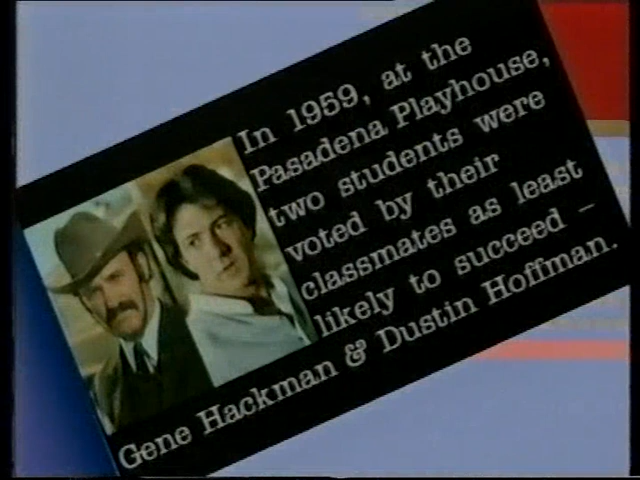 In 1959, at the
Pasadena Playhouse,
two students were
voted by their
classmates as least
likely to succeed –
Gene Hackman & Dustin Hoffman.